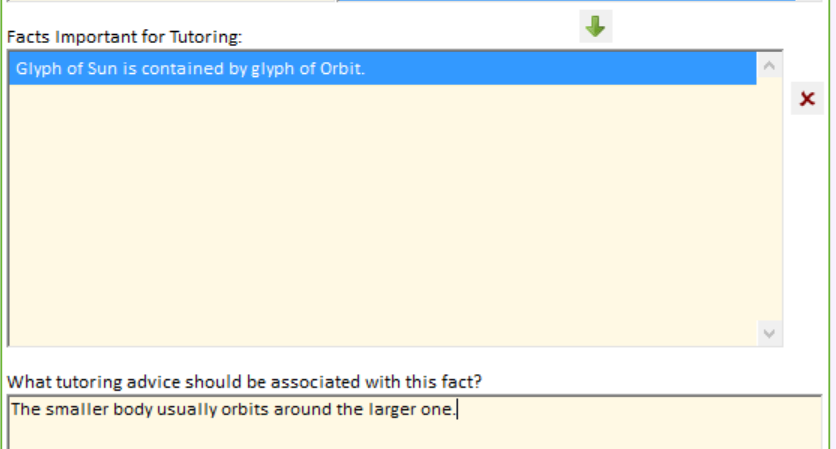 Facts Important for Tutoring:
Glyph of Sun is contained by glyph of Orbit.
What tutoring advice should be associated with this fact?
The smaller body usually orbits around the larger one.